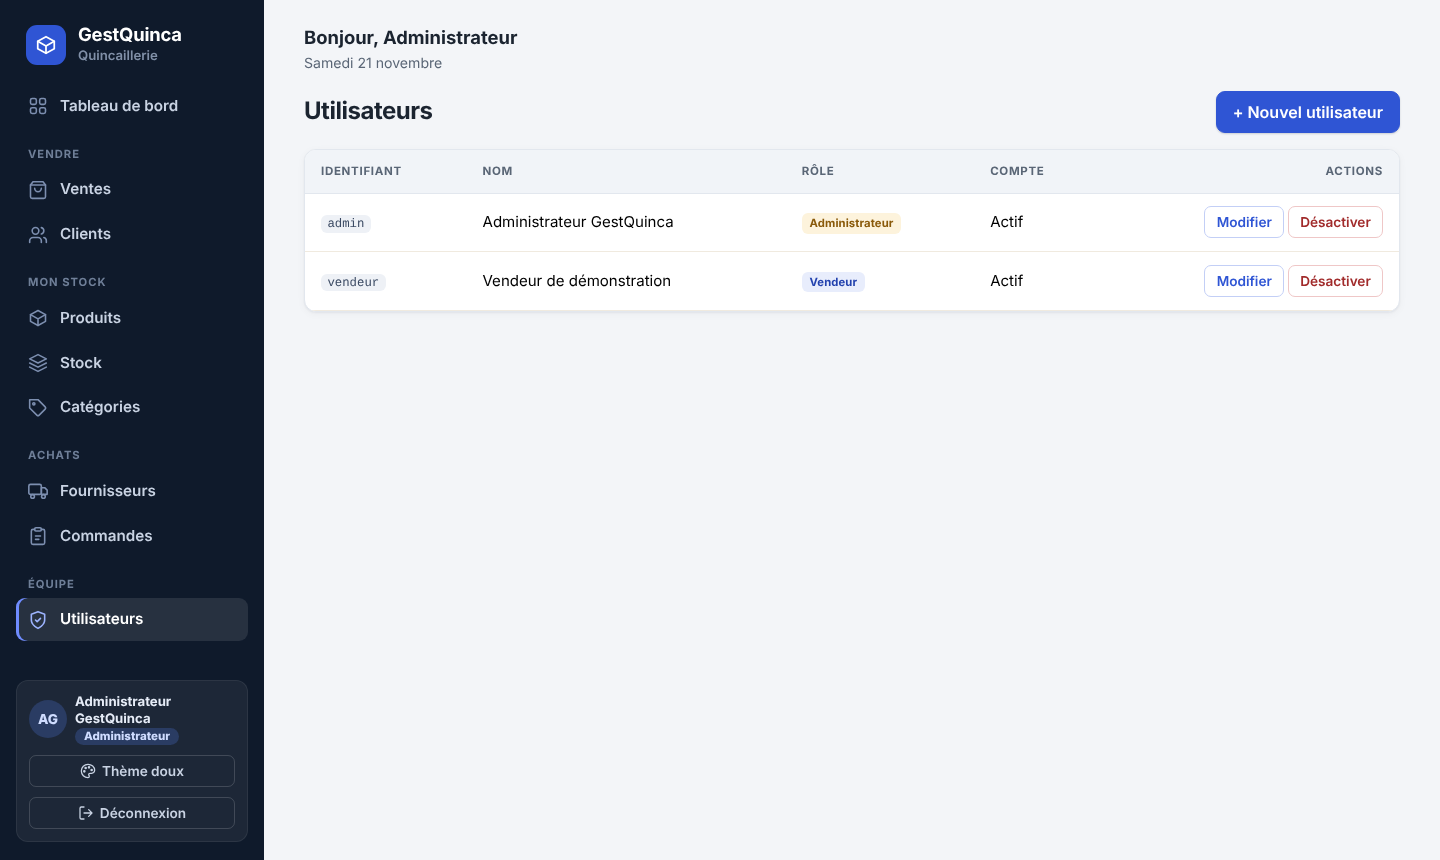 GestQuinca
Quincaillerie
Tableau de bord
VENDRE
Ventes
Clients
MON STOCK
Produits
Stock
Catégories
ACHATS
Fournisseurs
Commandes
ÉQUIPE
Utilisateurs
AG
Administrateur
GestQuinca
Administrateur
Thème doux
Déconnexion
Bonjour, Administrateur
Samedi 21 novembre
Utilisateurs
+ Nouvel utilisateur
IDENTIFIANT NOM RÔLE COMPTE ACTIONS
admin Administrateur GestQuinca Administrateur Actif Modifier Désactiver
vendeur Vendeur de démonstration Vendeur Actif Modifier Désactiver